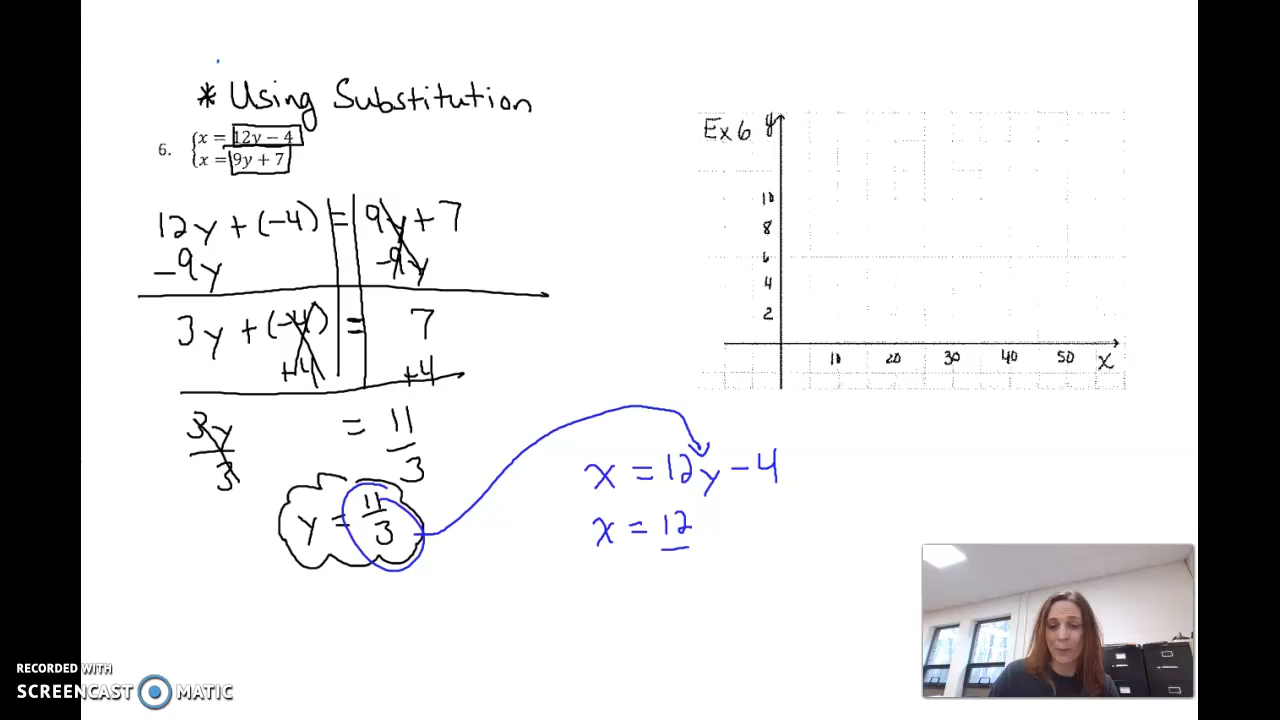 * Using Substitution
6. { x = 12y − 4
x = 9y + 7
12y + (-4) = 9y + 7
-9y -9y
3y + (-4) = 7
+4 +4
3y = 11
3 3
y = 11
3
x = 12y - 4
x = 12
Ex 6 y
10
8
6
4
2
10 20 30 40 50 x
RECORDED WITH
SCREENCAST MATIC